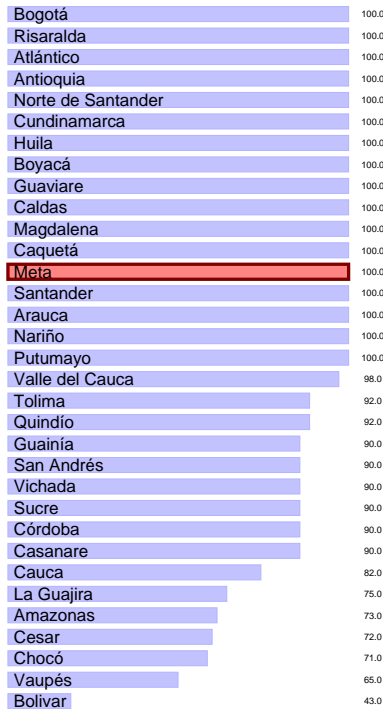 Bogotá 100.0
Risaralda 100.0
Atlántico 100.0
Antioquia 100.0
Norte de Santander 100.0
Cundinamarca 100.0
Huila 100.0
Boyacá 100.0
Guaviare 100.0
Caldas 100.0
Magdalena 100.0
Caquetá 100.0
Meta 100.0
Santander 100.0
Arauca 100.0
Nariño 100.0
Putumayo 100.0
Valle del Cauca 98.0
Tolima 92.0
Quindío 92.0
Guainía 90.0
San Andrés 90.0
Vichada 90.0
Sucre 90.0
Córdoba 90.0
Casanare 90.0
Cauca 82.0
La Guajira 75.0
Amazonas 73.0
Cesar 72.0
Chocó 71.0
Vaupés 65.0
Bolivar 43.0